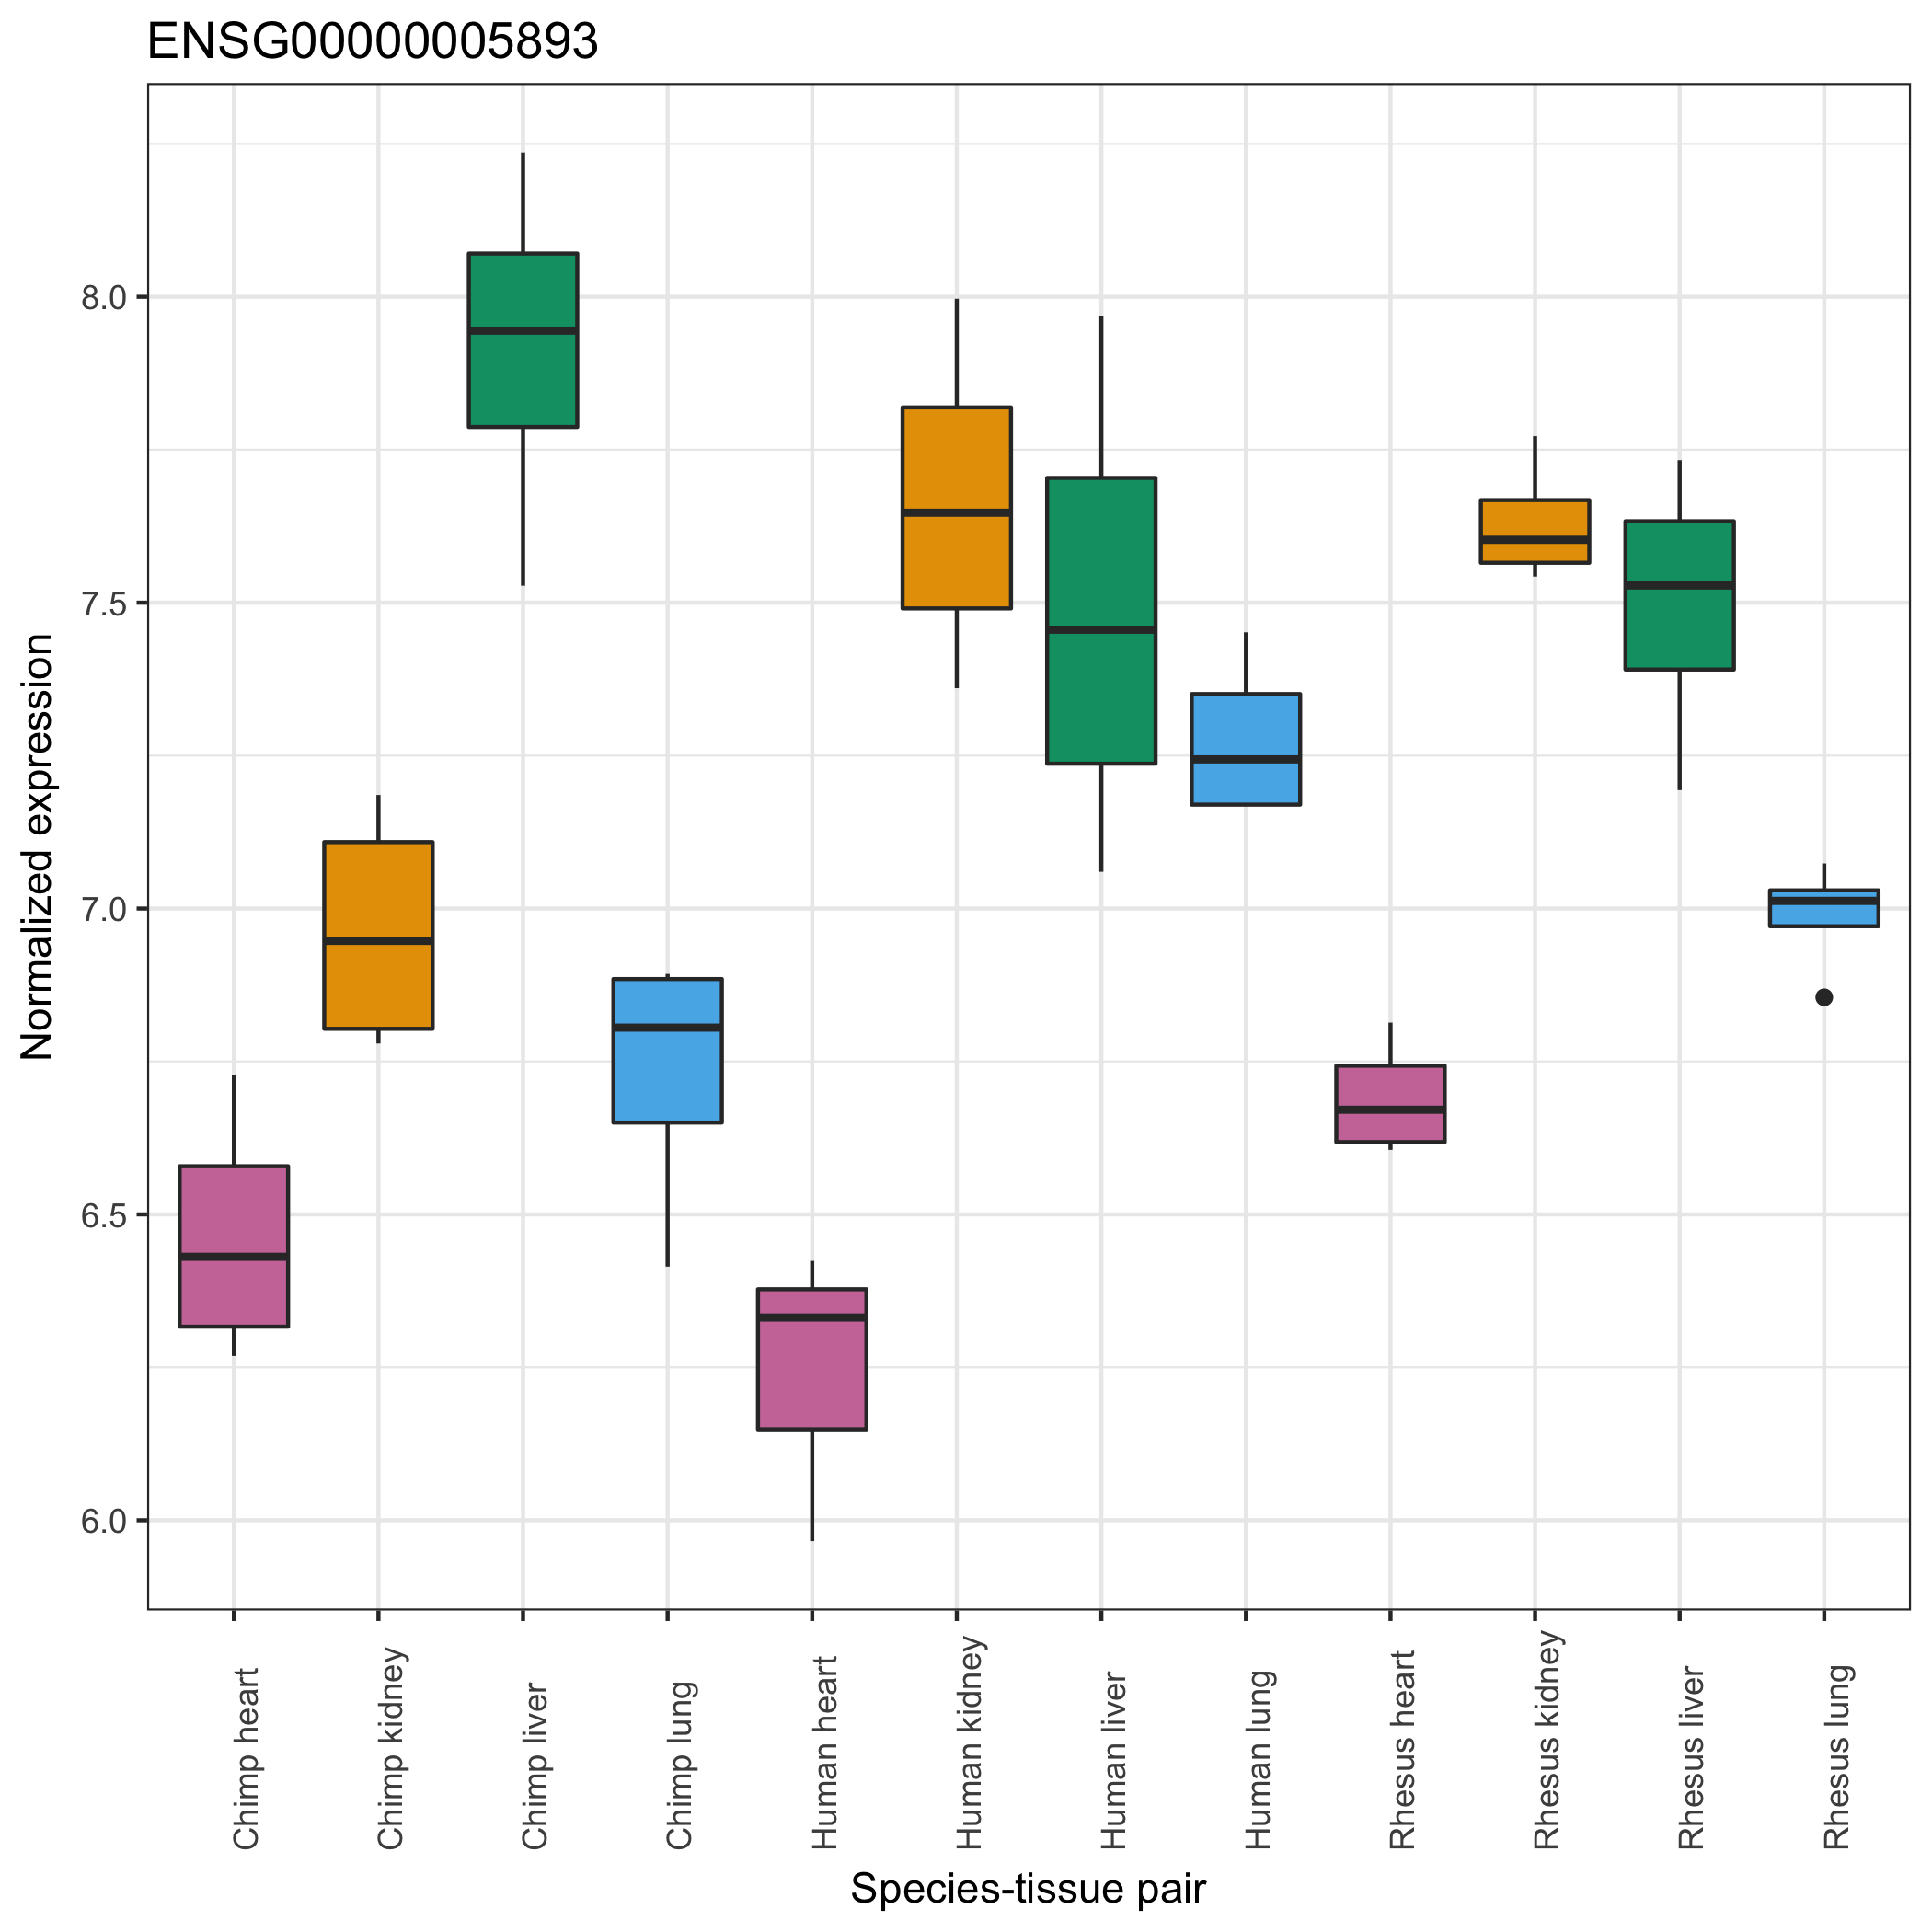 ENSG00000005893
Normalized expression
8.0
7.5
7.0
6.5
6.0
Chimp heart
Chimp kidney
Chimp liver
Chimp lung
Human heart
Human kidney
Human liver
Human lung
Rhesus heart
Rhesus kidney
Rhesus liver
Rhesus lung
Species-tissue pair